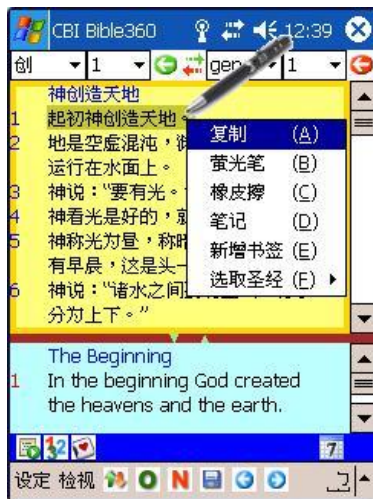 CBI Bible360 12:39
创 1 gen 1
神创造天地
1 起初神创造天地。
2 地是空虚混沌，
运行在水面上。
3 神说：“要有光。
4 神看光是好的，
5 神称光为昼，称暗
有早晨，这是头一
6 神说：“诸水之间
分为上下。”
复制 (A)
萤光笔 (B)
橡皮擦 (C)
笔记 (D)
新增书签 (E)
选取圣经 (F)
The Beginning
1 In the beginning God created
the heavens and the earth.
7
设定 检视 O N